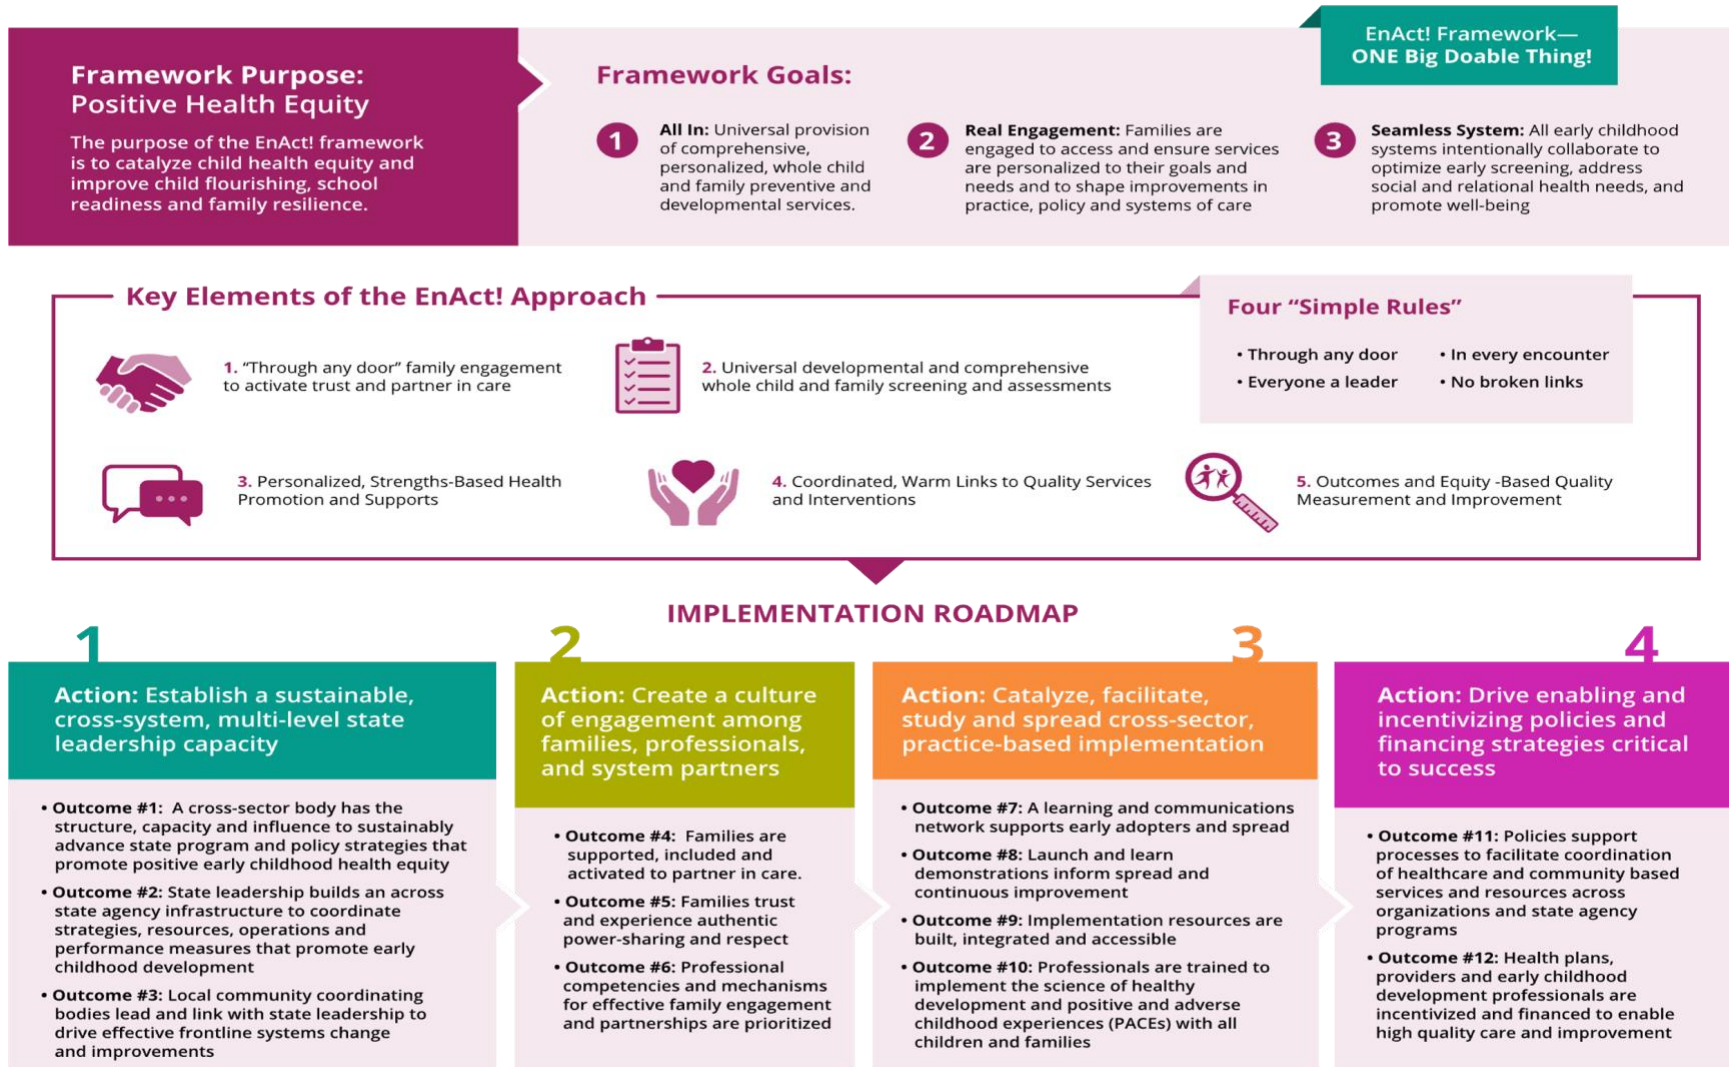 EnAct! Framework—
ONE Big Doable Thing!
Framework Purpose:
Positive Health Equity
The purpose of the EnAct! framework
is to catalyze child health equity and
improve child flourishing, school
readiness and family resilience.
Framework Goals:
1
All In: Universal provision
of comprehensive,
personalized, whole child
and family preventive and
developmental services.
2
Real Engagement: Families are
engaged to access and ensure services
are personalized to their goals and
needs and to shape improvements in
practice, policy and systems of care
3
Seamless System: All early childhood
systems intentionally collaborate to
optimize early screening, address
social and relational health needs, and
promote well-being
Key Elements of the EnAct! Approach
1. “Through any door” family engagement
to activate trust and partner in care
2. Universal developmental and comprehensive
whole child and family screening and assessments
Four “Simple Rules”
• Through any door
• In every encounter
• Everyone a leader
• No broken links
3. Personalized, Strengths-Based Health
Promotion and Supports
4. Coordinated, Warm Links to Quality Services
and Interventions
5. Outcomes and Equity -Based Quality
Measurement and Improvement
IMPLEMENTATION ROADMAP
1
Action: Establish a sustainable,
cross-system, multi-level state
leadership capacity
• Outcome #1: A cross-sector body has the
structure, capacity and influence to sustainably
advance state program and policy strategies that
promote positive early childhood health equity
• Outcome #2: State leadership builds an across
state agency infrastructure to coordinate
strategies, resources, operations and
performance measures that promote early
childhood development
• Outcome #3: Local community coordinating
bodies lead and link with state leadership to
drive effective frontline systems change
and improvements
2
Action: Create a culture
of engagement among
families, professionals,
and system partners
• Outcome #4: Families are
supported, included and
activated to partner in care.
• Outcome #5: Families trust
and experience authentic
power-sharing and respect
• Outcome #6: Professional
competencies and mechanisms
for effective family engagement
and partnerships are prioritized
3
Action: Catalyze, facilitate,
study and spread cross-sector,
practice-based implementation
• Outcome #7: A learning and communications
network supports early adopters and spread
• Outcome #8: Launch and learn
demonstrations inform spread and
continuous improvement
• Outcome #9: Implementation resources are
built, integrated and accessible
• Outcome #10: Professionals are trained to
implement the science of healthy
development and positive and adverse
childhood experiences (PACEs) with all
children and families
4
Action: Drive enabling and
incentivizing policies and
financing strategies critical
to success
• Outcome #11: Policies support
processes to facilitate coordination
of healthcare and community based
services and resources across
organizations and state agency
programs
• Outcome #12: Health plans,
providers and early childhood
development professionals are
incentivized and financed to enable
high quality care and improvement